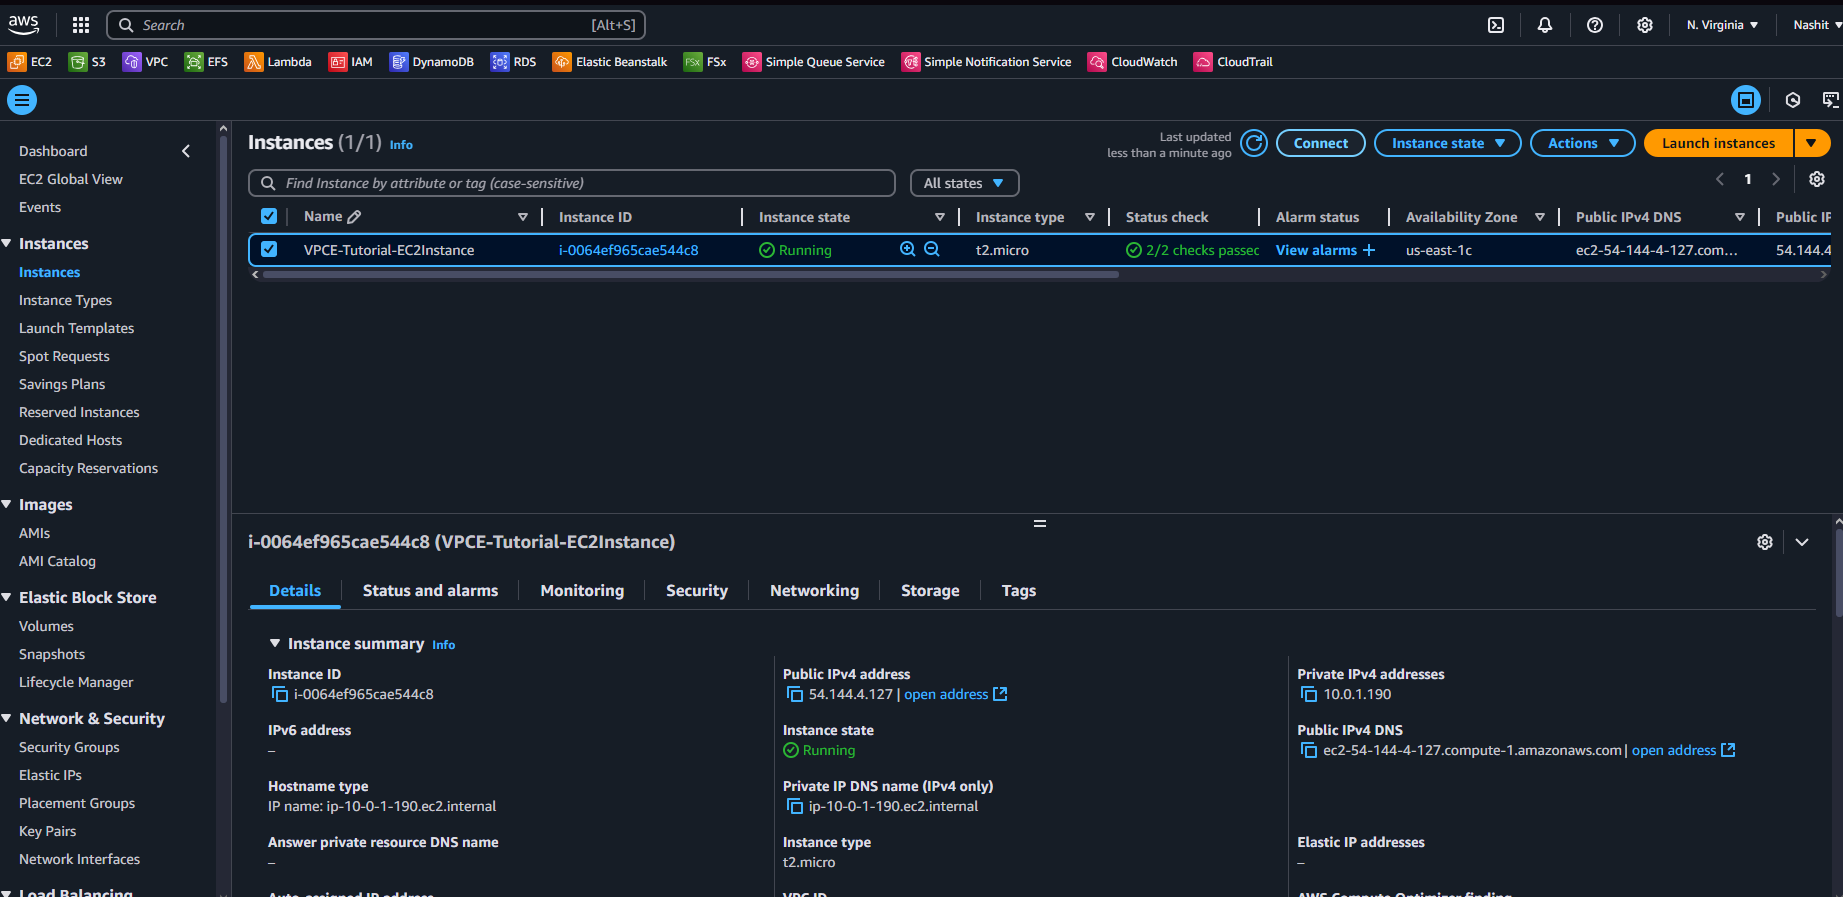 aws
Search [Alt+S] N. Virginia Nashit
EC2 S3 VPC EFS Lambda IAM DynamoDB RDS Elastic Beanstalk FSx FSx Simple Queue Service Simple Notification Service CloudWatch CloudTrail
Dashboard
EC2 Global View
Events
Instances
Instances
Instance Types
Launch Templates
Spot Requests
Savings Plans
Reserved Instances
Dedicated Hosts
Capacity Reservations
Images
AMIs
AMI Catalog
Elastic Block Store
Volumes
Snapshots
Lifecycle Manager
Network & Security
Security Groups
Elastic IPs
Placement Groups
Key Pairs
Network Interfaces
Load Balancing
Instances (1/1) Info
Last updated
less than a minute ago
Connect Instance state Actions Launch instances
Find Instance by attribute or tag (case-sensitive) All states 1
Name Instance ID Instance state Instance type Status check Alarm status Availability Zone Public IPv4 DNS Public IP
VPCE-Tutorial-EC2Instance i-0064ef965cae544c8 Running t2.micro 2/2 checks passec View alarms + us-east-1c ec2-54-144-4-127.com... 54.144.4
i-0064ef965cae544c8 (VPCE-Tutorial-EC2Instance)
Details Status and alarms Monitoring Security Networking Storage Tags
Instance summary Info
Instance ID
i-0064ef965cae544c8
Public IPv4 address
54.144.4.127 | open address
Private IPv4 addresses
10.0.1.190
IPv6 address
–
Instance state
Running
Public IPv4 DNS
ec2-54-144-4-127.compute-1.amazonaws.com | open address
Hostname type
IP name: ip-10-0-1-190.ec2.internal
Private IP DNS name (IPv4 only)
ip-10-0-1-190.ec2.internal
Answer private resource DNS name
–
Instance type
t2.micro
Elastic IP addresses
–
Auto-assigned IP address
VPC ID
AWS Compute Optimizer finding